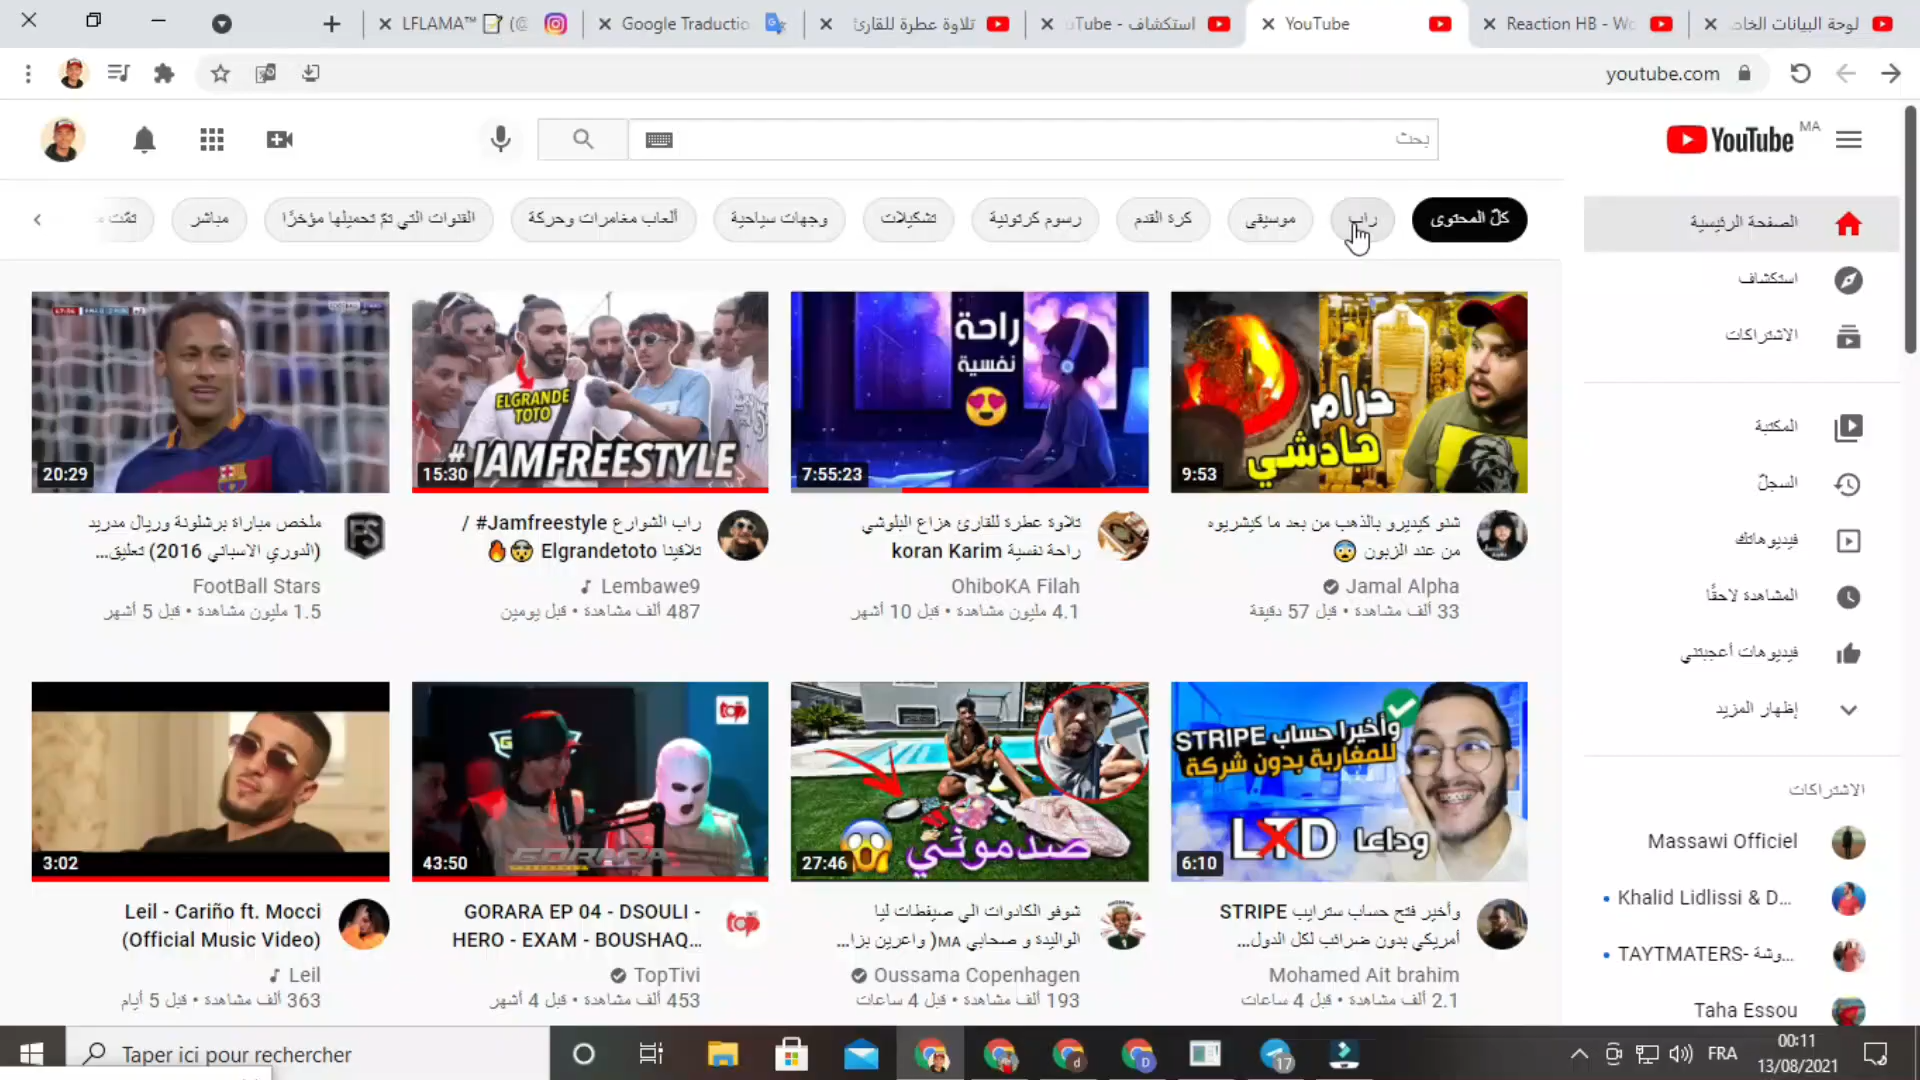 LFLAMA™ 📝 (@
Google Traductio
تلاوة عطرة للقارئ
استكشاف - uTube
YouTube
Reaction HB - Wo
لوحة البيانات الخاص
youtube.com
بحث
YouTube MA
كلّ المحتوى
راب
موسيقى
كرة القدم
رسوم كرتونية
تشكيلات
وجهات سياحية
ألعاب مغامرات وحركة
القنوات التي تمّ تحميلها مؤخرًا
مباشر
الصفحة الرئيسية
استكشاف
الاشتراكات
المكتبة
السجلّ
فيديوهاتك
المشاهدة لاحقًا
فيديوهات أعجبتني
إظهار المزيد
الاشتراكات
Massawi Officiel
Khalid Lidlissi & D...
TAYTMATERS- وشة...
Taha Essou
حرام
هادشي
9:53
شنو كيديرو بالذهب من بعد ما كيشريوه
من عند الزبون 😨
Jamal Alpha
33 ألف مشاهدة • قبل 57 دقيقة
راحة
نفسية
7:55:23
تلاوة عطرة للقارئ هزاع البلوشي
راحة نفسية koran Karim
OhiboKA Filah
4.1 مليون مشاهدة • قبل 10 أشهر
ELGRANDE
TOTO
#JAMFREESTYLE
15:30
راب الشوارع Jamfreestyle# /
تلاقينا Elgrandetoto 🤯🔥
Lembawe9
487 ألف مشاهدة • قبل يومين
20:29
ملخص مباراة برشلونة وريال مدريد
(الدوري الاسباني 2016) تعليق...
FootBall Stars
1.5 مليون مشاهدة • قبل 5 أشهر
وأخيرا حساب STRIPE
للمغاربة بدون شركة
وداعا LTD
6:10
وأخير فتح حساب سترايب STRIPE
أمريكي بدون ضرائب لكل الدول...
Mohamed Ait brahim
2.1 ألف مشاهدة • قبل 4 ساعات
صدموني
27:46
شوفو الكادوات الي صيفطات ليا
الواليدة و صحابي MA( واعرين بزا...
Oussama Copenhagen
193 ألف مشاهدة • قبل 4 ساعات
GORARA
43:50
GORARA EP 04 - DSOULI -
HERO - EXAM - BOUSHAQ...
TopTivi
453 ألف مشاهدة • قبل 4 أشهر
3:02
Leil - Cariño ft. Mocci
(Official Music Video)
Leil
363 ألف مشاهدة • قبل 5 أيام
Taper ici pour rechercher
17
FRA
00:11
13/08/2021